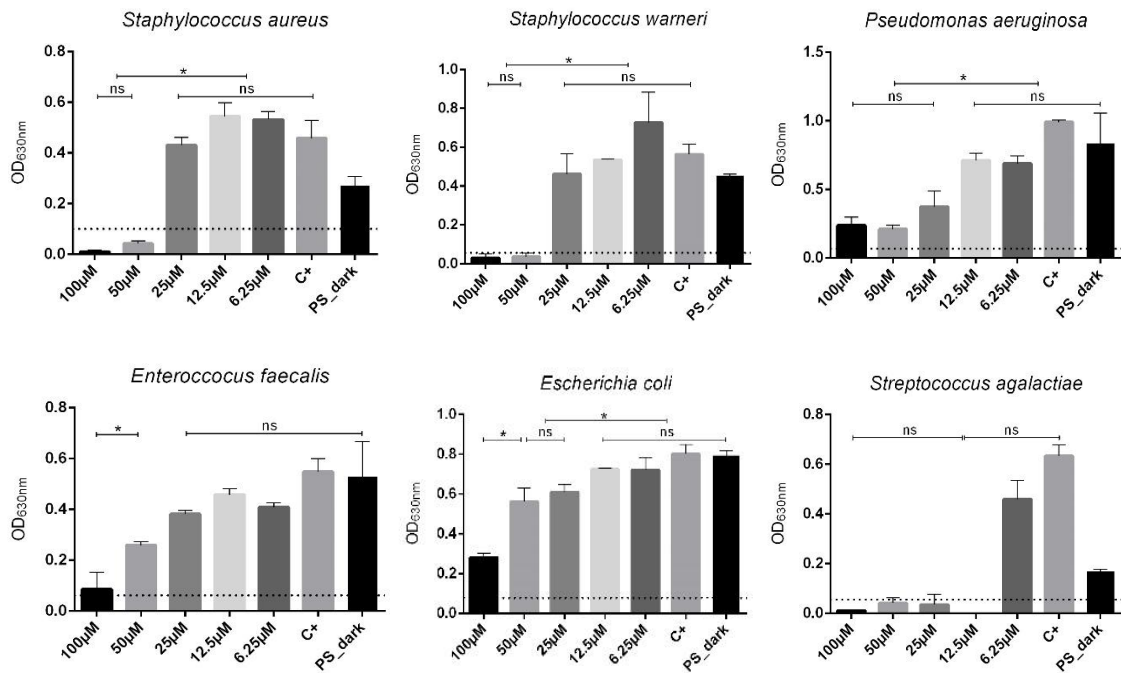 Staphylococcus aureus
0.8
0.6
0.4
0.2
0.0
OD630nm
*
ns
ns
100µM
50µM
25µM
12.5µM
6.25µM
C+
PS_dark
Staphylococcus warneri
1.0
0.8
0.6
0.4
0.2
0.0
OD630nm
*
ns
ns
100µM
50µM
25µM
12.5µM
6.25µM
C+
PS_dark
Pseudomonas aeruginosa
1.5
1.0
0.5
0.0
OD630nm
*
ns
ns
100µM
50µM
25µM
12.5µM
6.25µM
C+
PS_dark
Enteroccocus faecalis
0.8
0.6
0.4
0.2
0.0
OD630nm
*
ns
100µM
50µM
25µM
12.5µM
6.25µM
C+
PS_dark
Escherichia coli
1.0
0.8
0.6
0.4
0.2
0.0
OD630nm
*
* ns
ns
100µM
50µM
25µM
12.5µM
6.25µM
C+
PS_dark
Streptococcus agalactiae
0.8
0.6
0.4
0.2
0.0
OD630nm
ns
ns
100µM
50µM
25µM
12.5µM
6.25µM
C+
PS_dark